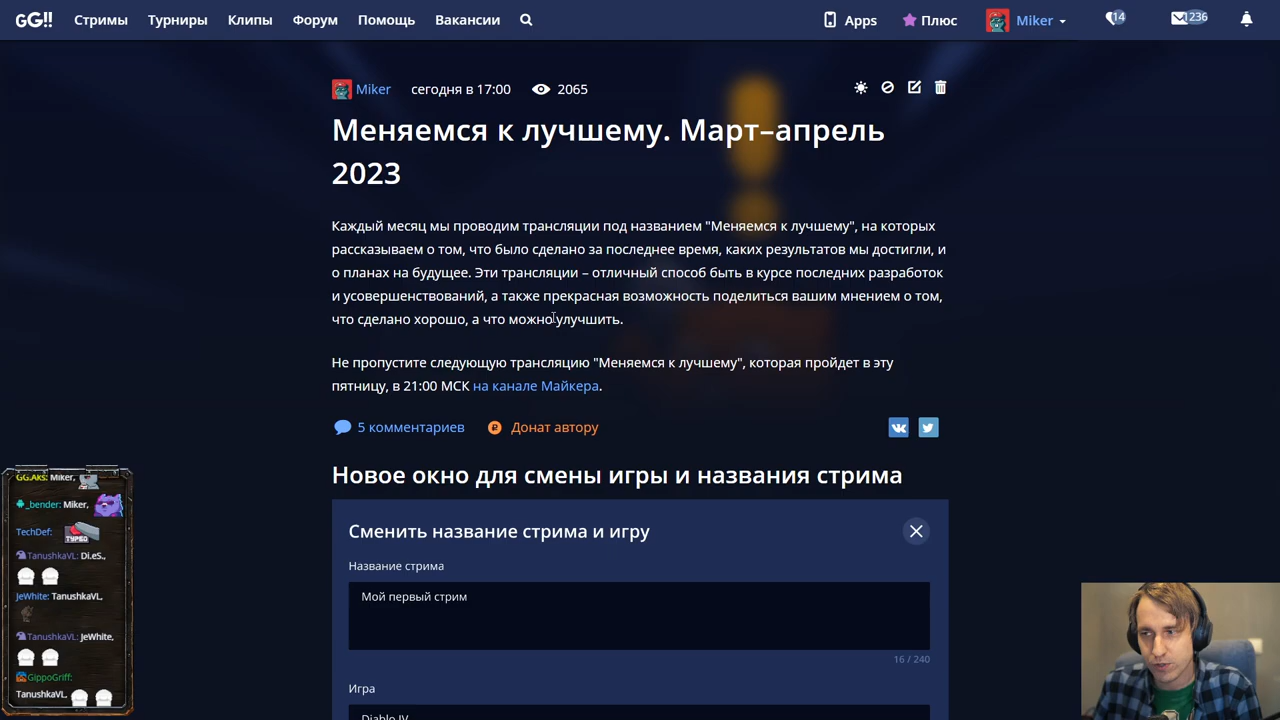 GG!! Стримы Турниры Клипы Форум Помощь Вакансии Apps Плюс Miker 14 1236
Miker сегодня в 17:00 2065
Меняемся к лучшему. Март–апрель
2023
Каждый месяц мы проводим трансляции под названием "Меняемся к лучшему", на которых
рассказываем о том, что было сделано за последнее время, каких результатов мы достигли, и
о планах на будущее. Эти трансляции – отличный способ быть в курсе последних разработок
и усовершенствований, а также прекрасная возможность поделиться вашим мнением о том,
что сделано хорошо, а что можно улучшить.
Не пропустите следующую трансляцию "Меняемся к лучшему", которая пройдет в эту
пятницу, в 21:00 МСК на канале Майкера.
5 комментариев Донат автору
Новое окно для смены игры и названия стрима
Сменить название стрима и игру
Название стрима
Мой первый стрим
16 / 240
Игра
Diablo IV
GG.Aks: Miker,
_bender: Miker,
TechDef:
TanushkaVL: Di.eS.,
JeWhite: TanushkaVL,
TanushkaVL: JeWhite,
GippoGriff:
TanushkaVL,